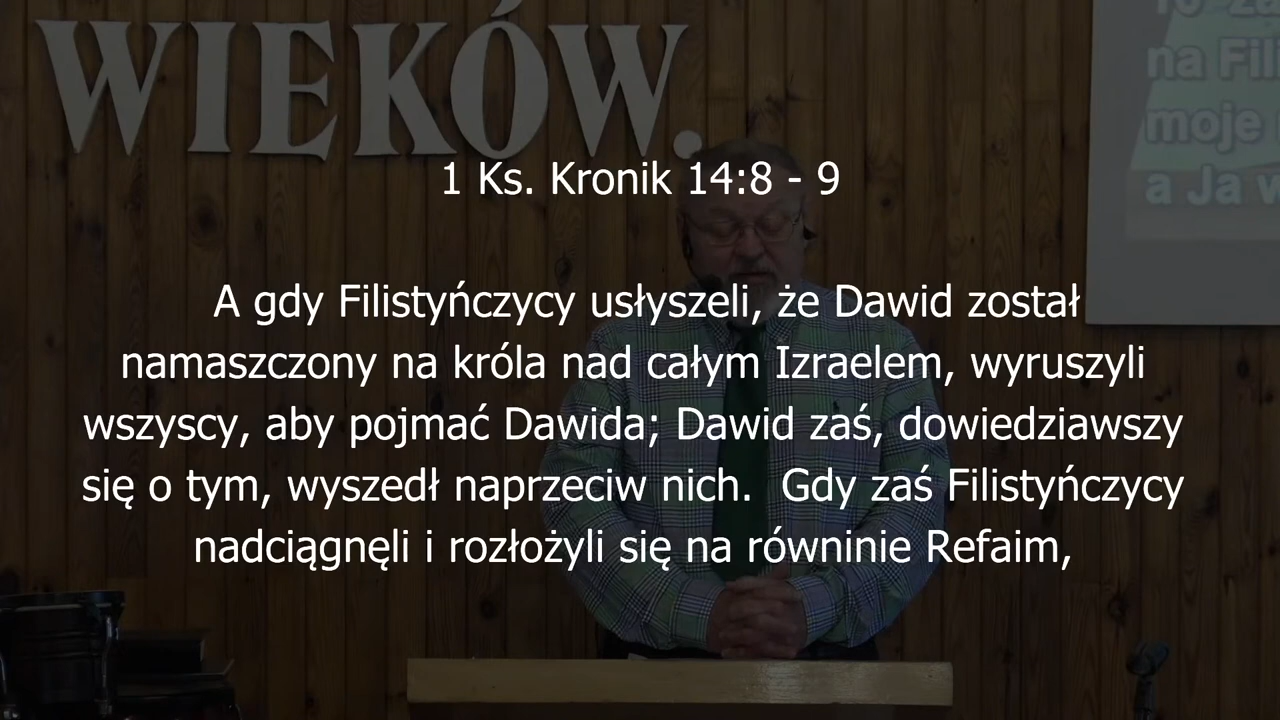 WIEKÓW.
na Fili
moje
a Ja w
1 Ks. Kronik 14:8 - 9
A gdy Filistyńczycy usłyszeli, że Dawid został
namaszczony na króla nad całym Izraelem, wyruszyli
wszyscy, aby pojmać Dawida; Dawid zaś, dowiedziawszy
się o tym, wyszedł naprzeciw nich.  Gdy zaś Filistyńczycy
nadciągnęli i rozłożyli się na równinie Refaim,